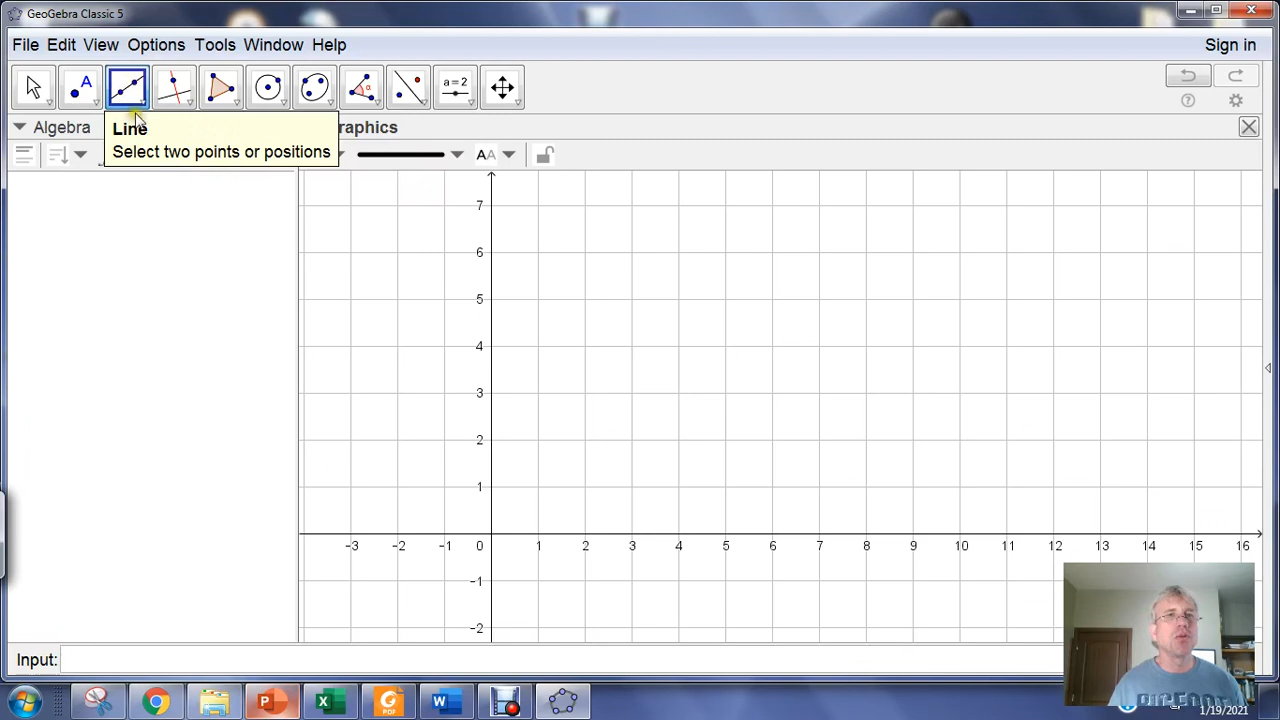 GeoGebra Classic 5
File Edit View Options Tools Window Help Sign in
A α a=2
Algebra raphics
Line
Select two points or positions
AA
7
6
5
4
3
2
1
-3 -2 -1 0 1 2 3 4 5 6 7 8 9 10 11 12 13 14 15 16
-1
-2
Input:
PDF
1/19/2021